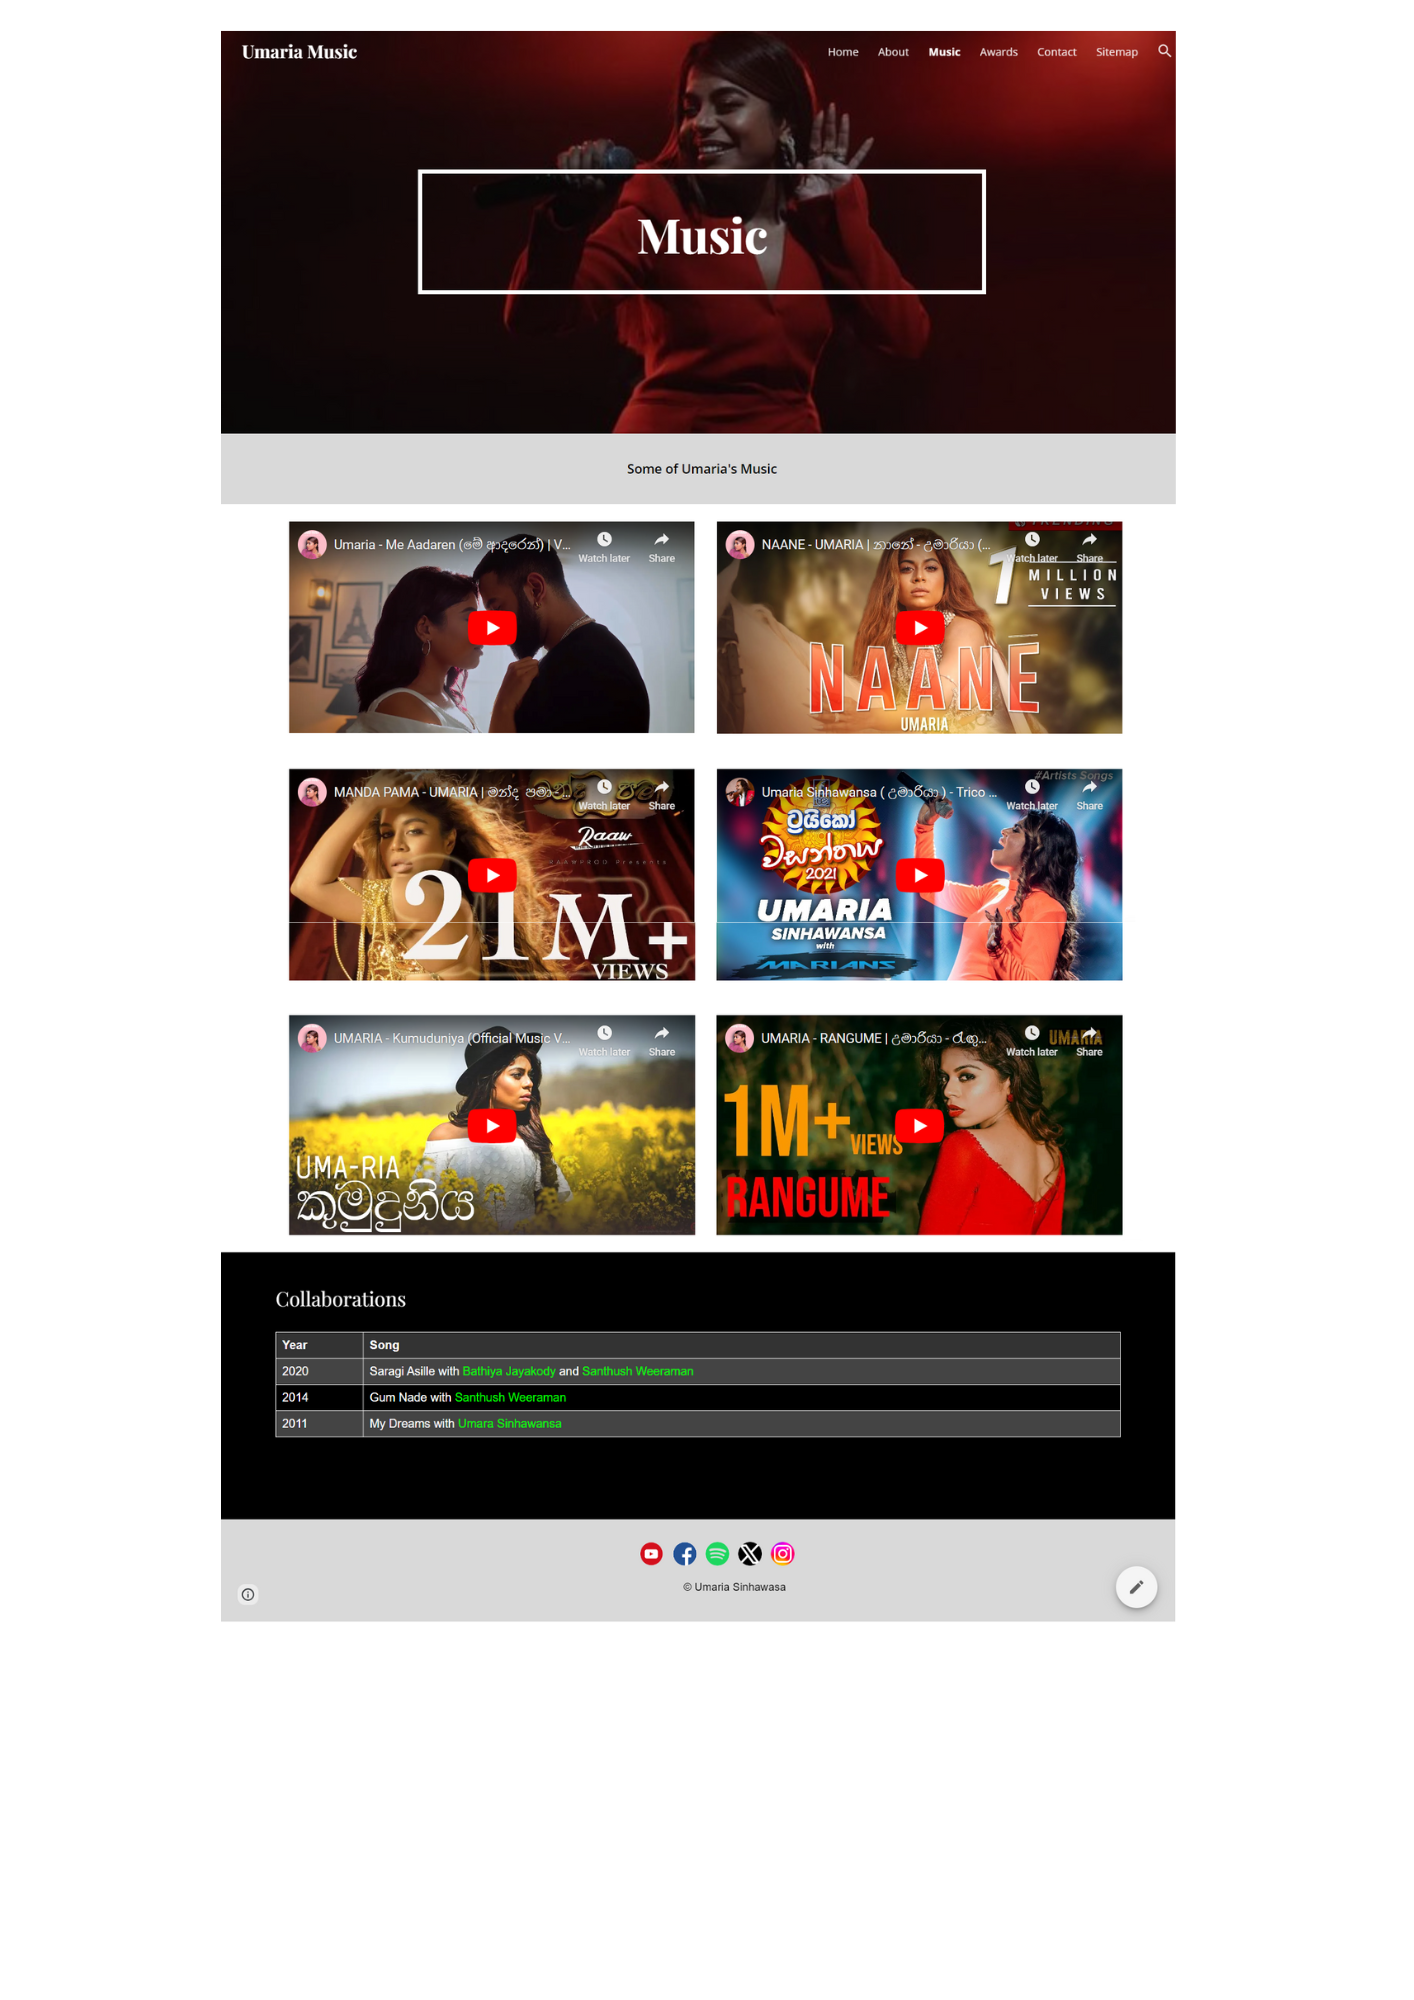 Umaria Music
Home About Music Awards Contact Sitemap
Music
Some of Umaria's Music
Umaria - Me Aadaren (මේ ආදරෙන්) | V...
Watch later Share
NAANE - UMARIA | නානේ - උමාරියා (...
Watch later Share
TRENDING
1 MILLION
VIEWS
NAANE
UMARIA
MANDA PAMA - UMARIA | මන්ද පමා...
Watch later Share
Raaw
RAAWPROD Presents
21M+
VIEWS
Umaria Sinhawansa ( උමාරියා ) - Trico ...
Watch later Share
#Artists Songs
ට්‍රයිකෝ
වසන්තය
2021
UMARIA
SINHAWANSA
with
MARIANS
UMARIA - Kumuduniya (Official Music V...
Watch later Share
UMA-RIA
කුමුදුනිය
UMARIA - RANGUME | උමාරියා - රැඟු...
Watch later Share
UMARIA
1M+ VIEWS
RANGUME
Collaborations
Year Song
2020 Saragi Asille with Bathiya Jayakody and Santhush Weeraman
2014 Gum Nade with Santhush Weeraman
2011 My Dreams with Umara Sinhawansa
© Umaria Sinhawasa